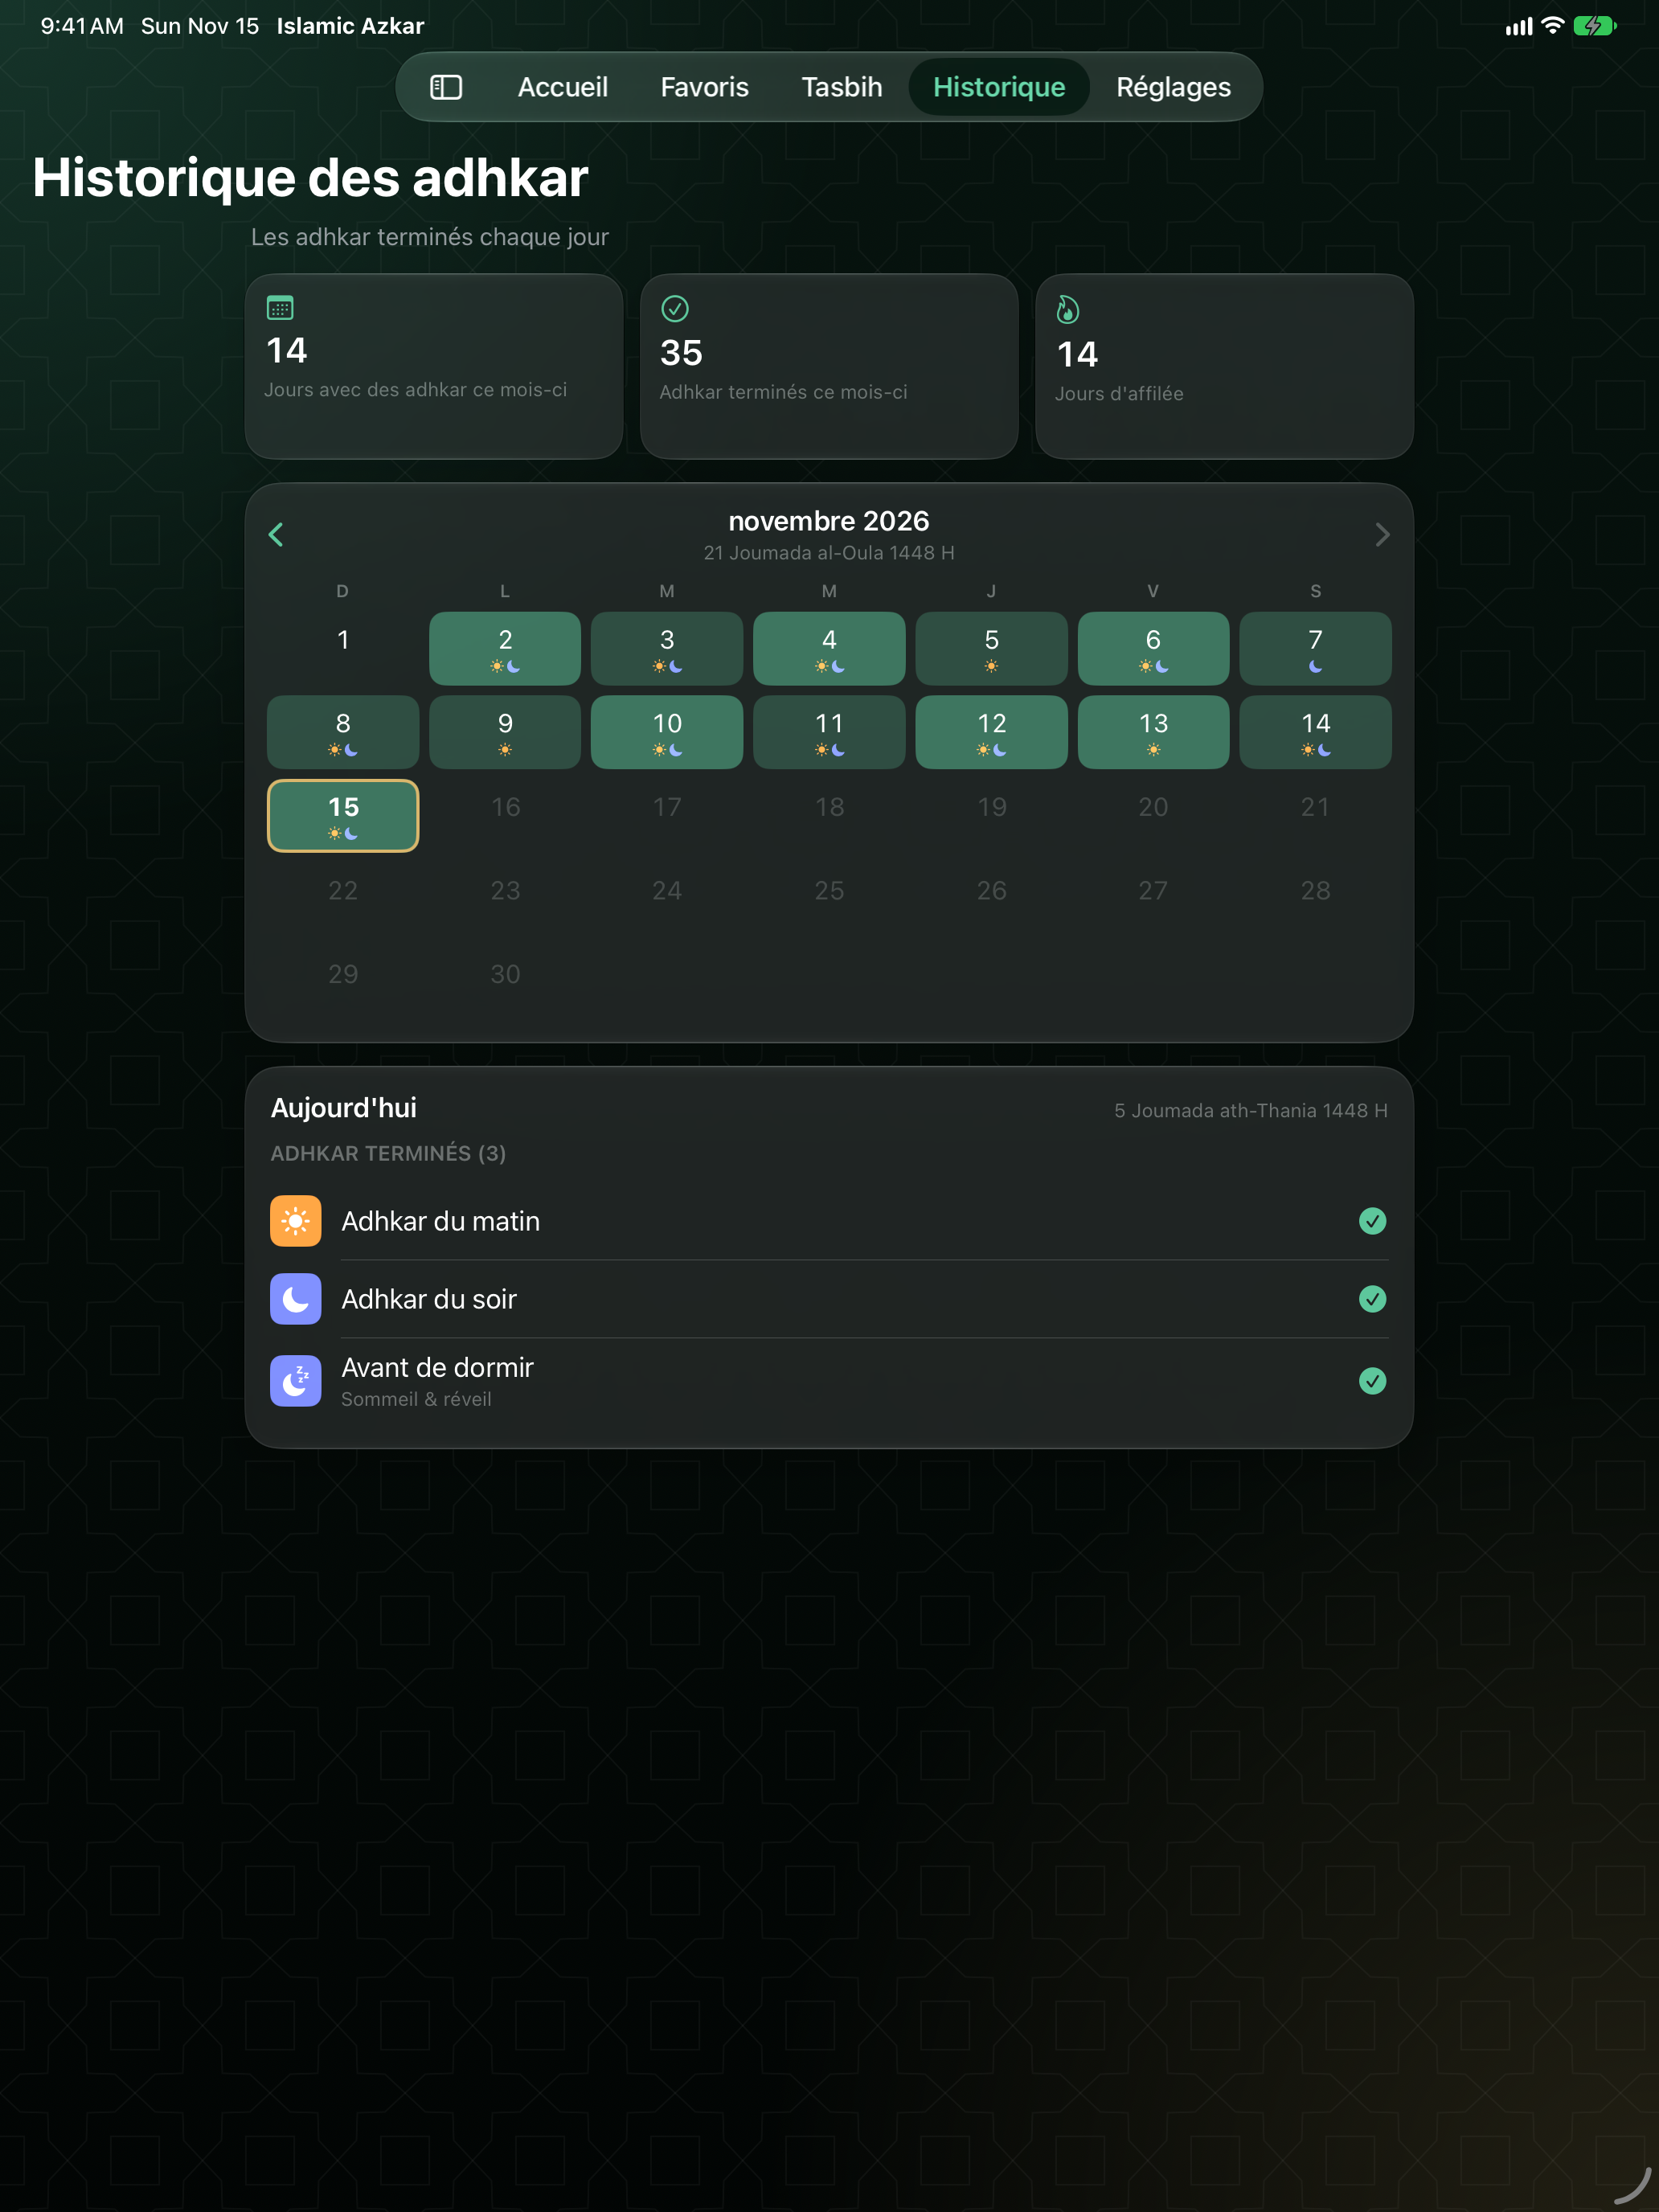 9:41 AM Sun Nov 15 Islamic Azkar
Accueil Favoris Tasbih Historique Réglages
Historique des adhkar
Les adhkar terminés chaque jour
14
Jours avec des adhkar ce mois-ci
35
Adhkar terminés ce mois-ci
14
Jours d'affilée
novembre 2026
21 Joumada al-Oula 1448 H
D L M M J V S
1 2 3 4 5 6 7
8 9 10 11 12 13 14
15 16 17 18 19 20 21
22 23 24 25 26 27 28
29 30
Aujourd'hui
5 Joumada ath-Thania 1448 H
ADHKAR TERMINÉS (3)
Adhkar du matin
Adhkar du soir
Avant de dormir
Sommeil & réveil